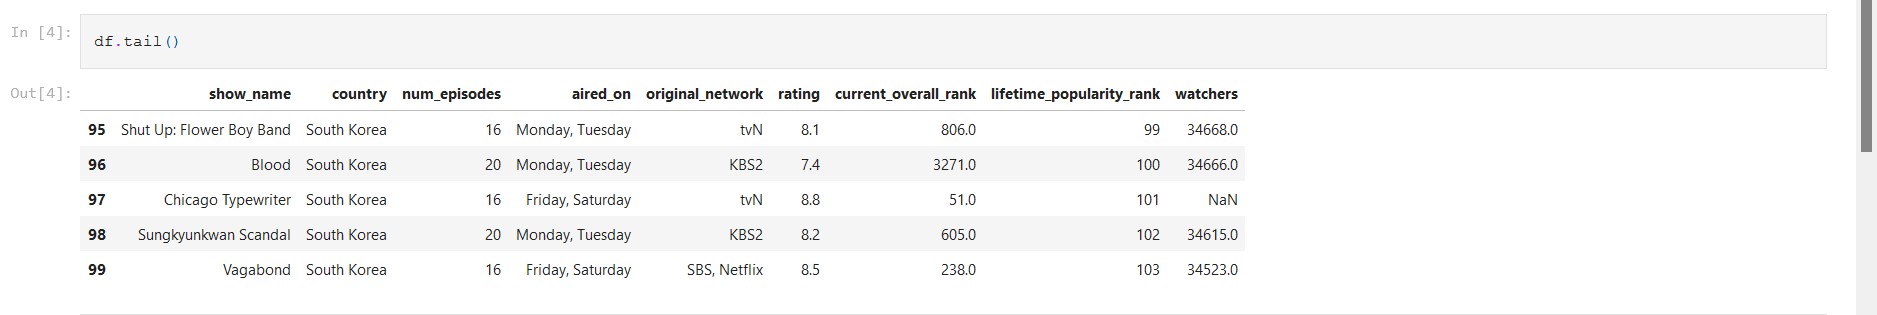 In [4]:
df.tail()
Out[4]:
show_name country num_episodes aired_on original_network rating current_overall_rank lifetime_popularity_rank watchers
95 Shut Up: Flower Boy Band South Korea 16 Monday, Tuesday tvN 8.1 806.0 99 34668.0
96 Blood South Korea 20 Monday, Tuesday KBS2 7.4 3271.0 100 34666.0
97 Chicago Typewriter South Korea 16 Friday, Saturday tvN 8.8 51.0 101 NaN
98 Sungkyunkwan Scandal South Korea 20 Monday, Tuesday KBS2 8.2 605.0 102 34615.0
99 Vagabond South Korea 16 Friday, Saturday SBS, Netflix 8.5 238.0 103 34523.0